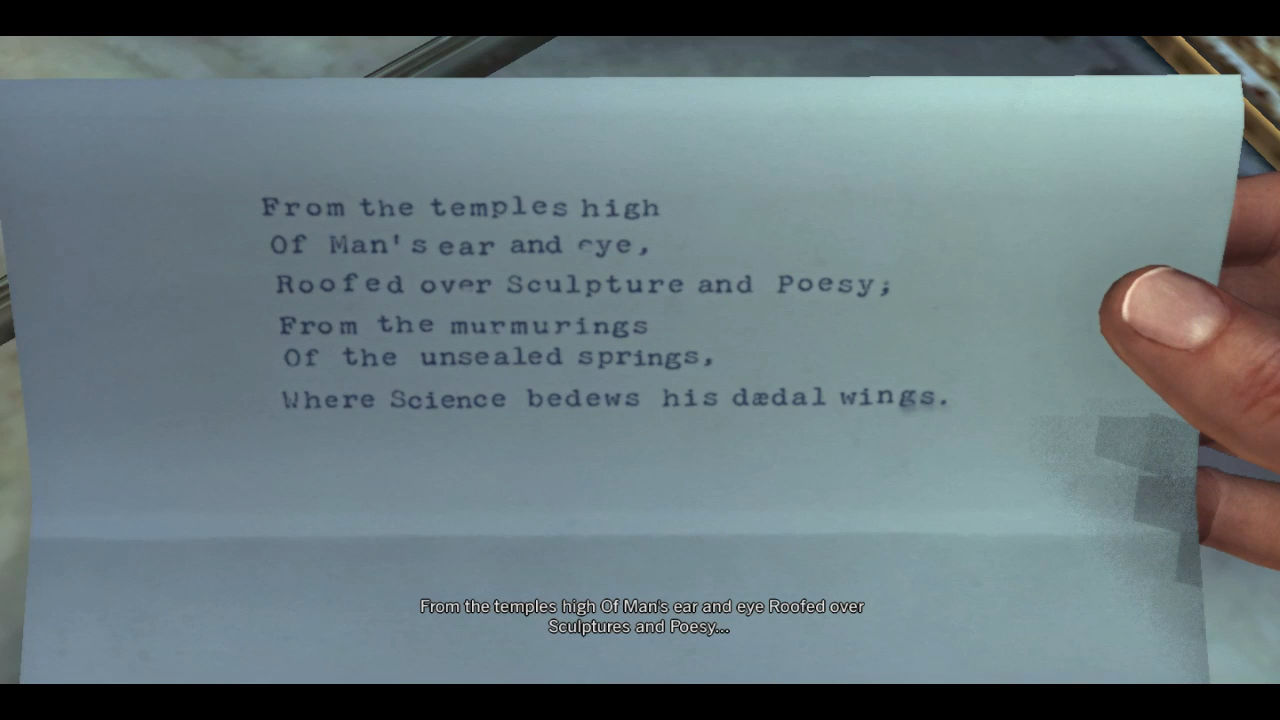 From the temples high
Of Man's ear and eye,
Roofed over Sculpture and Poesy;
From the murmurings
Of the unsealed springs,
Where Science bedews his dædal wings.
From the temples high Of Man's ear and eye Roofed over
Sculptures and Poesy...